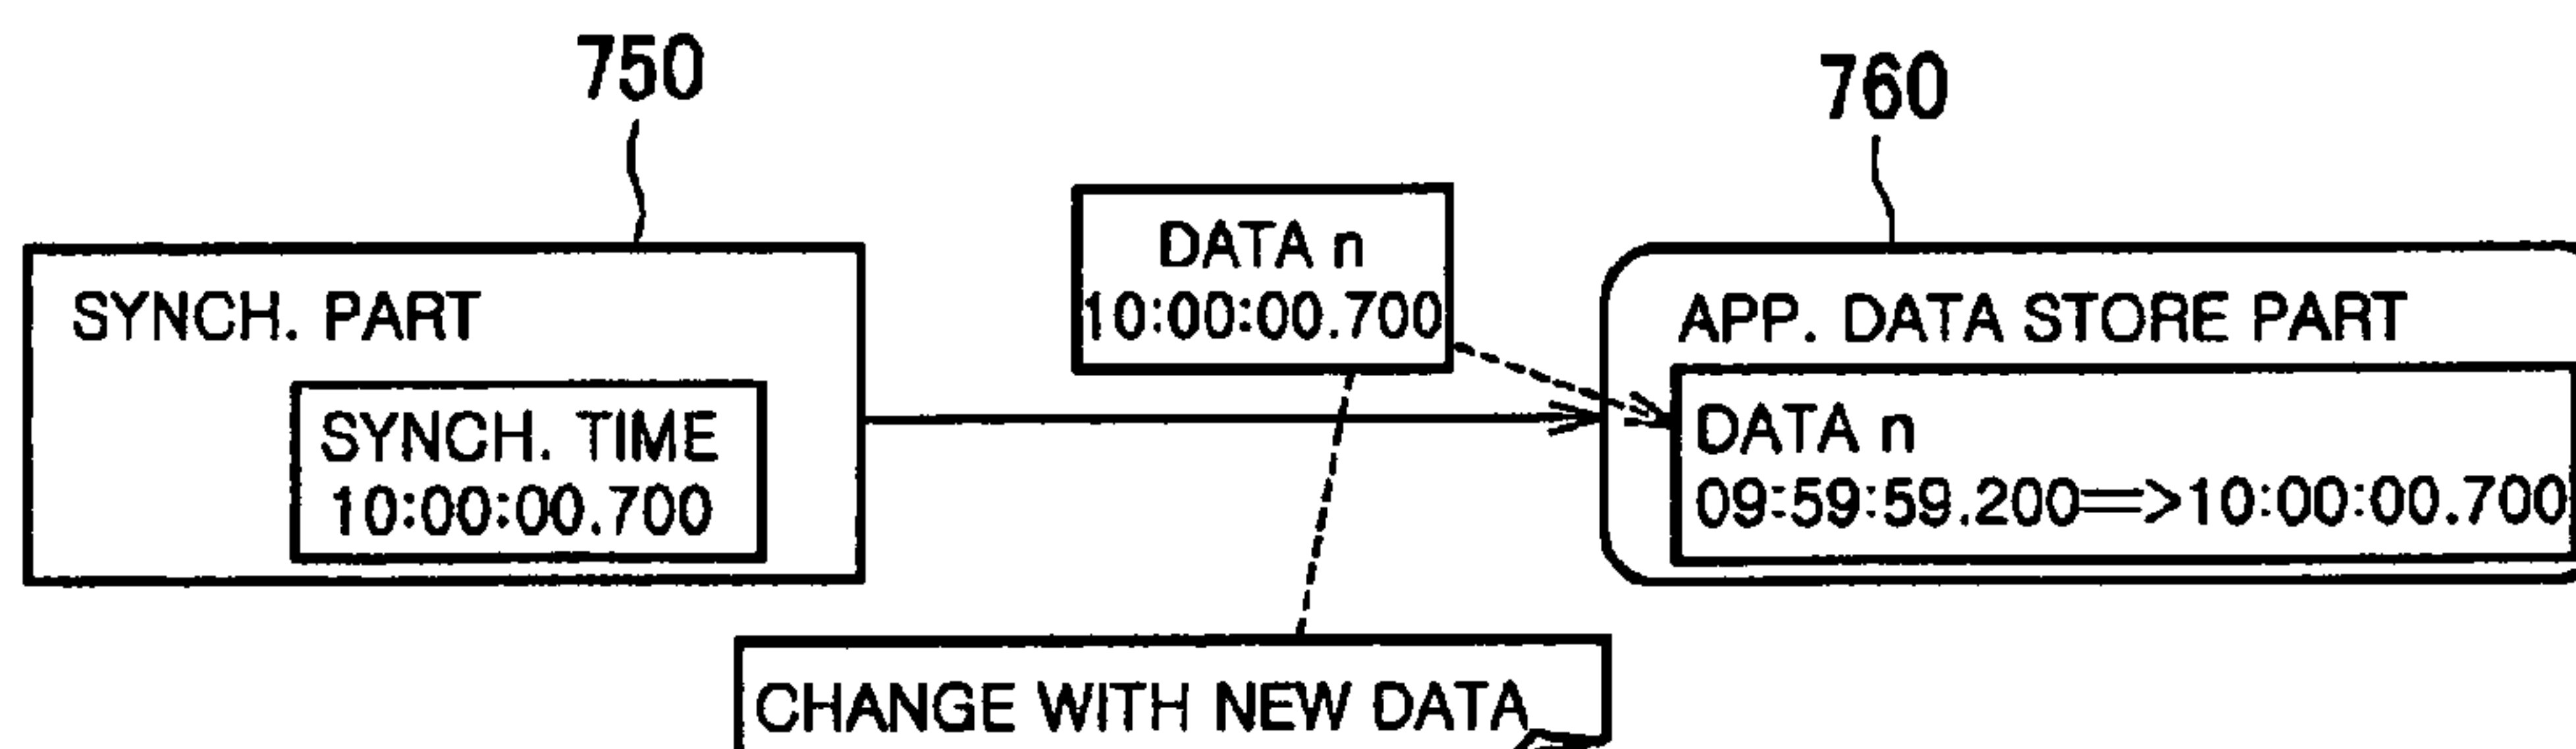 750
760
DATA n
10:00:00.700
SYNCH. PART
SYNCH. TIME
10:00:00.700
APP. DATA STORE PART
DATA n
09:59:59.200==>10:00:00.700
CHANGE WITH NEW DATA